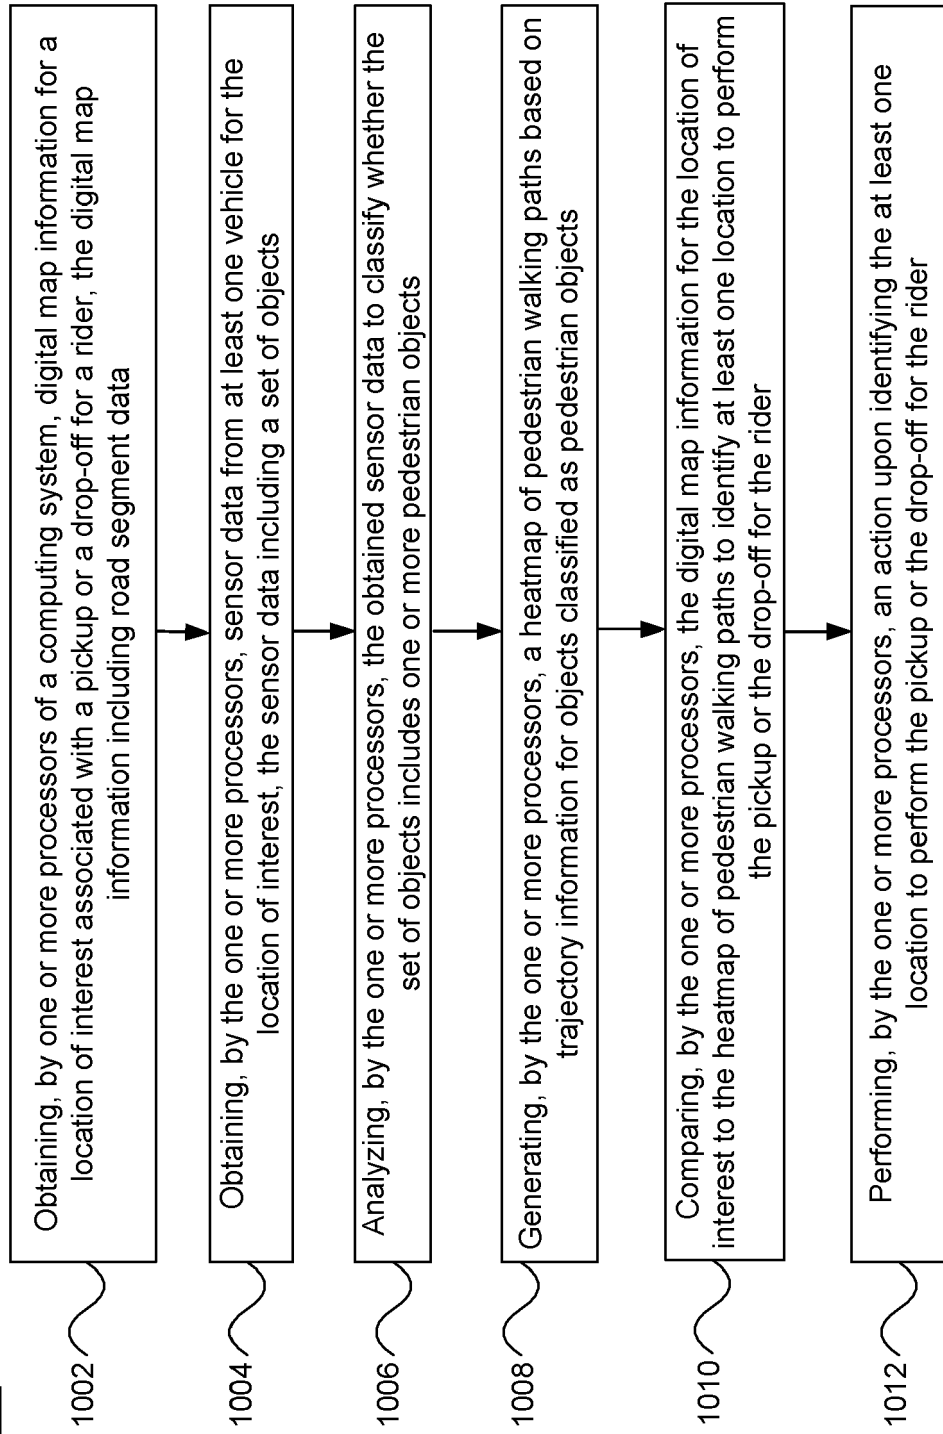 1002
Obtaining, by one or more processors of a computing system, digital map information for a
location of interest associated with a pickup or a drop-off for a rider, the digital map
information including road segment data
1004
Obtaining, by the one or more processors, sensor data from at least one vehicle for the
location of interest, the sensor data including a set of objects
1006
Analyzing, by the one or more processors, the obtained sensor data to classify whether the
set of objects includes one or more pedestrian objects
1008
Generating, by the one or more processors, a heatmap of pedestrian walking paths based on
trajectory information for objects classified as pedestrian objects
1010
Comparing, by the one or more processors, the digital map information for the location of
interest to the heatmap of pedestrian walking paths to identify at least one location to perform
the pickup or the drop-off for the rider
1012
Performing, by the one or more processors, an action upon identifying the at least one
location to perform the pickup or the drop-off for the rider